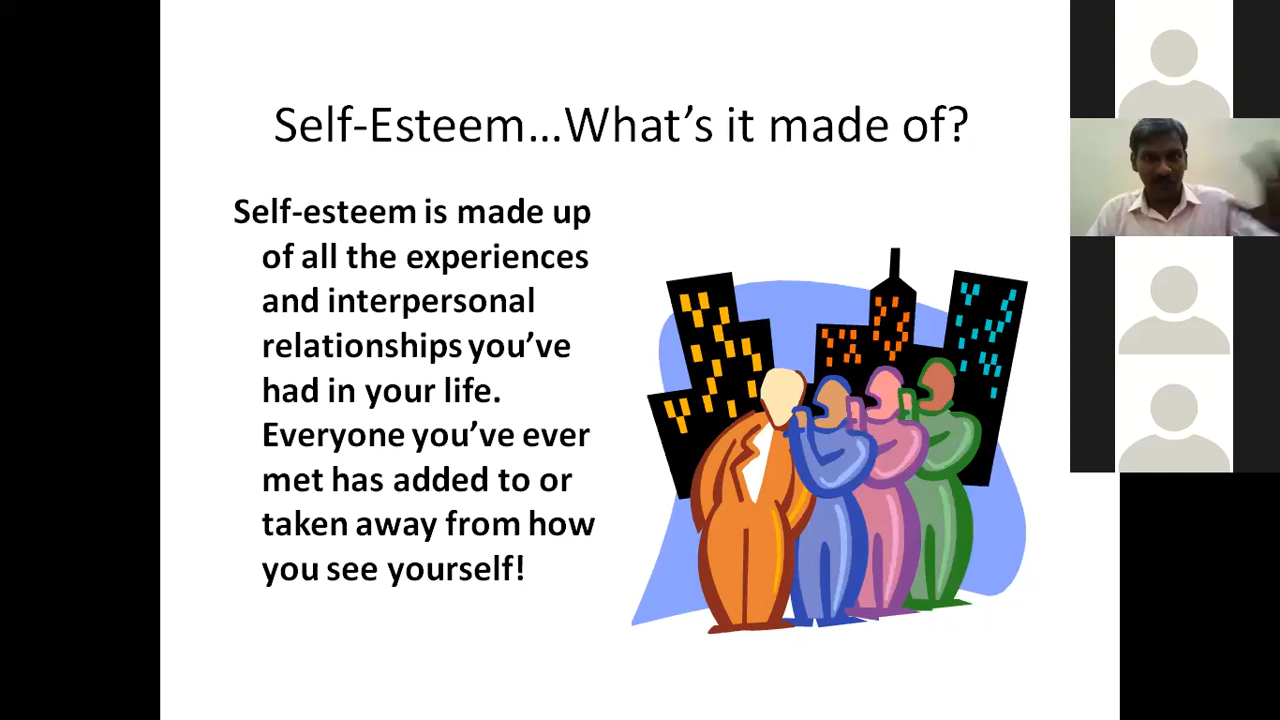 Self-Esteem…What’s it made of?
Self-esteem is made up
of all the experiences
and interpersonal
relationships you’ve
had in your life.
Everyone you’ve ever
met has added to or
taken away from how
you see yourself!